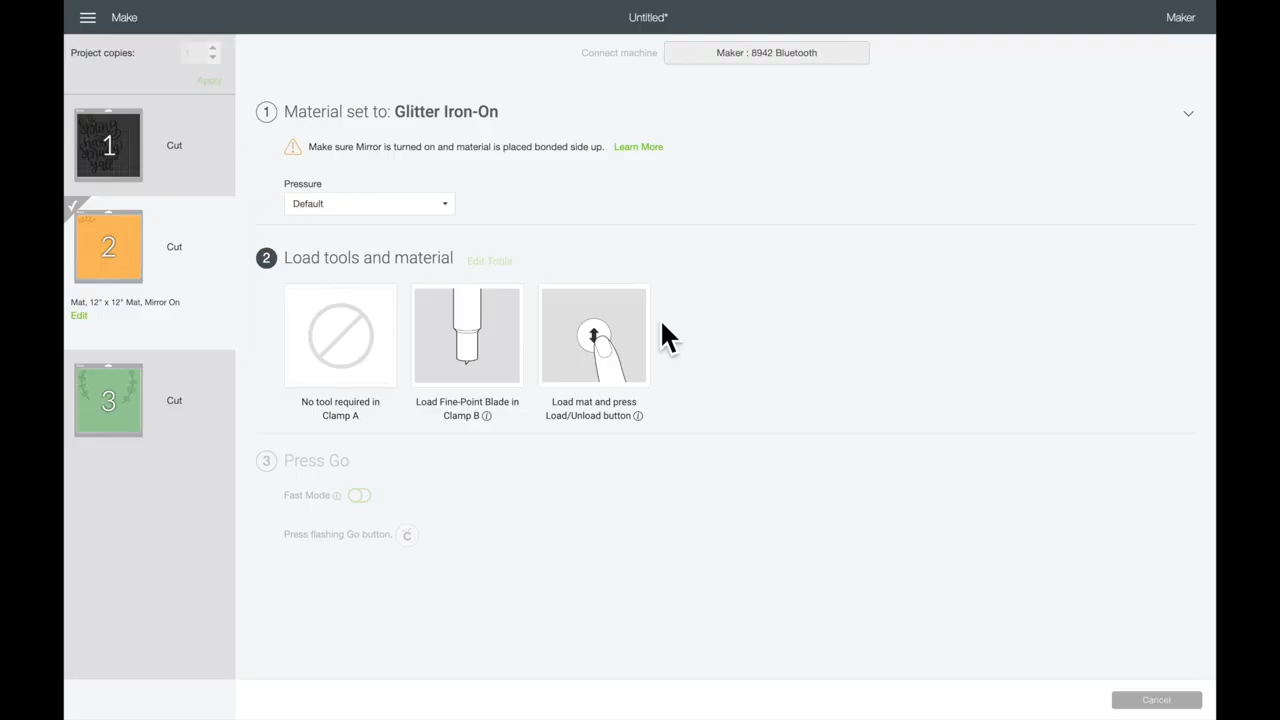 Make
Untitled*
Maker
Project copies:
1
Apply
Connect machine
Maker : 8942 Bluetooth
1
Cut
2
Cut
Mat, 12" x 12" Mat, Mirror On
Edit
3
Cut
1 Material set to: Glitter Iron-On
Make sure Mirror is turned on and material is placed bonded side up. Learn More
Pressure
Default
2 Load tools and material Edit Tools
No tool required in
Clamp A
Load Fine-Point Blade in
Clamp B
Load mat and press
Load/Unload button
3 Press Go
Fast Mode
Press flashing Go button.
Cancel